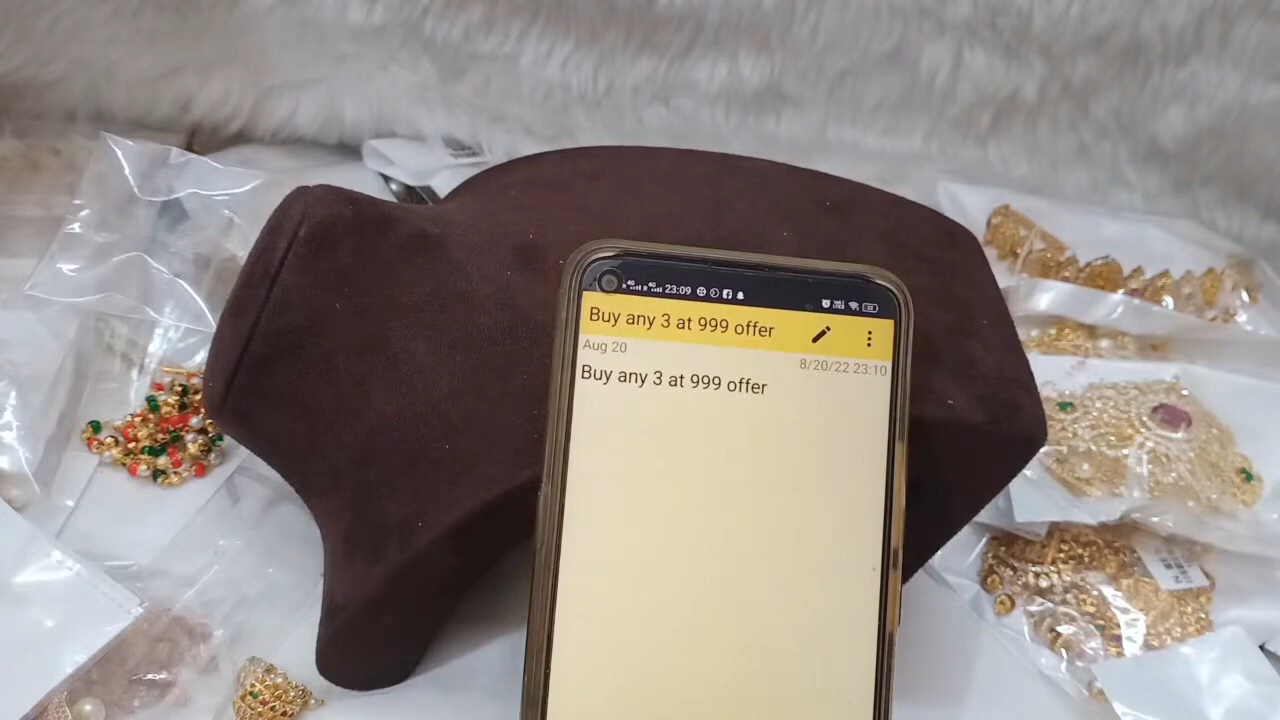 23:09
Buy any 3 at 999 offer
Aug 20
8/20/22 23:10
Buy any 3 at 999 offer